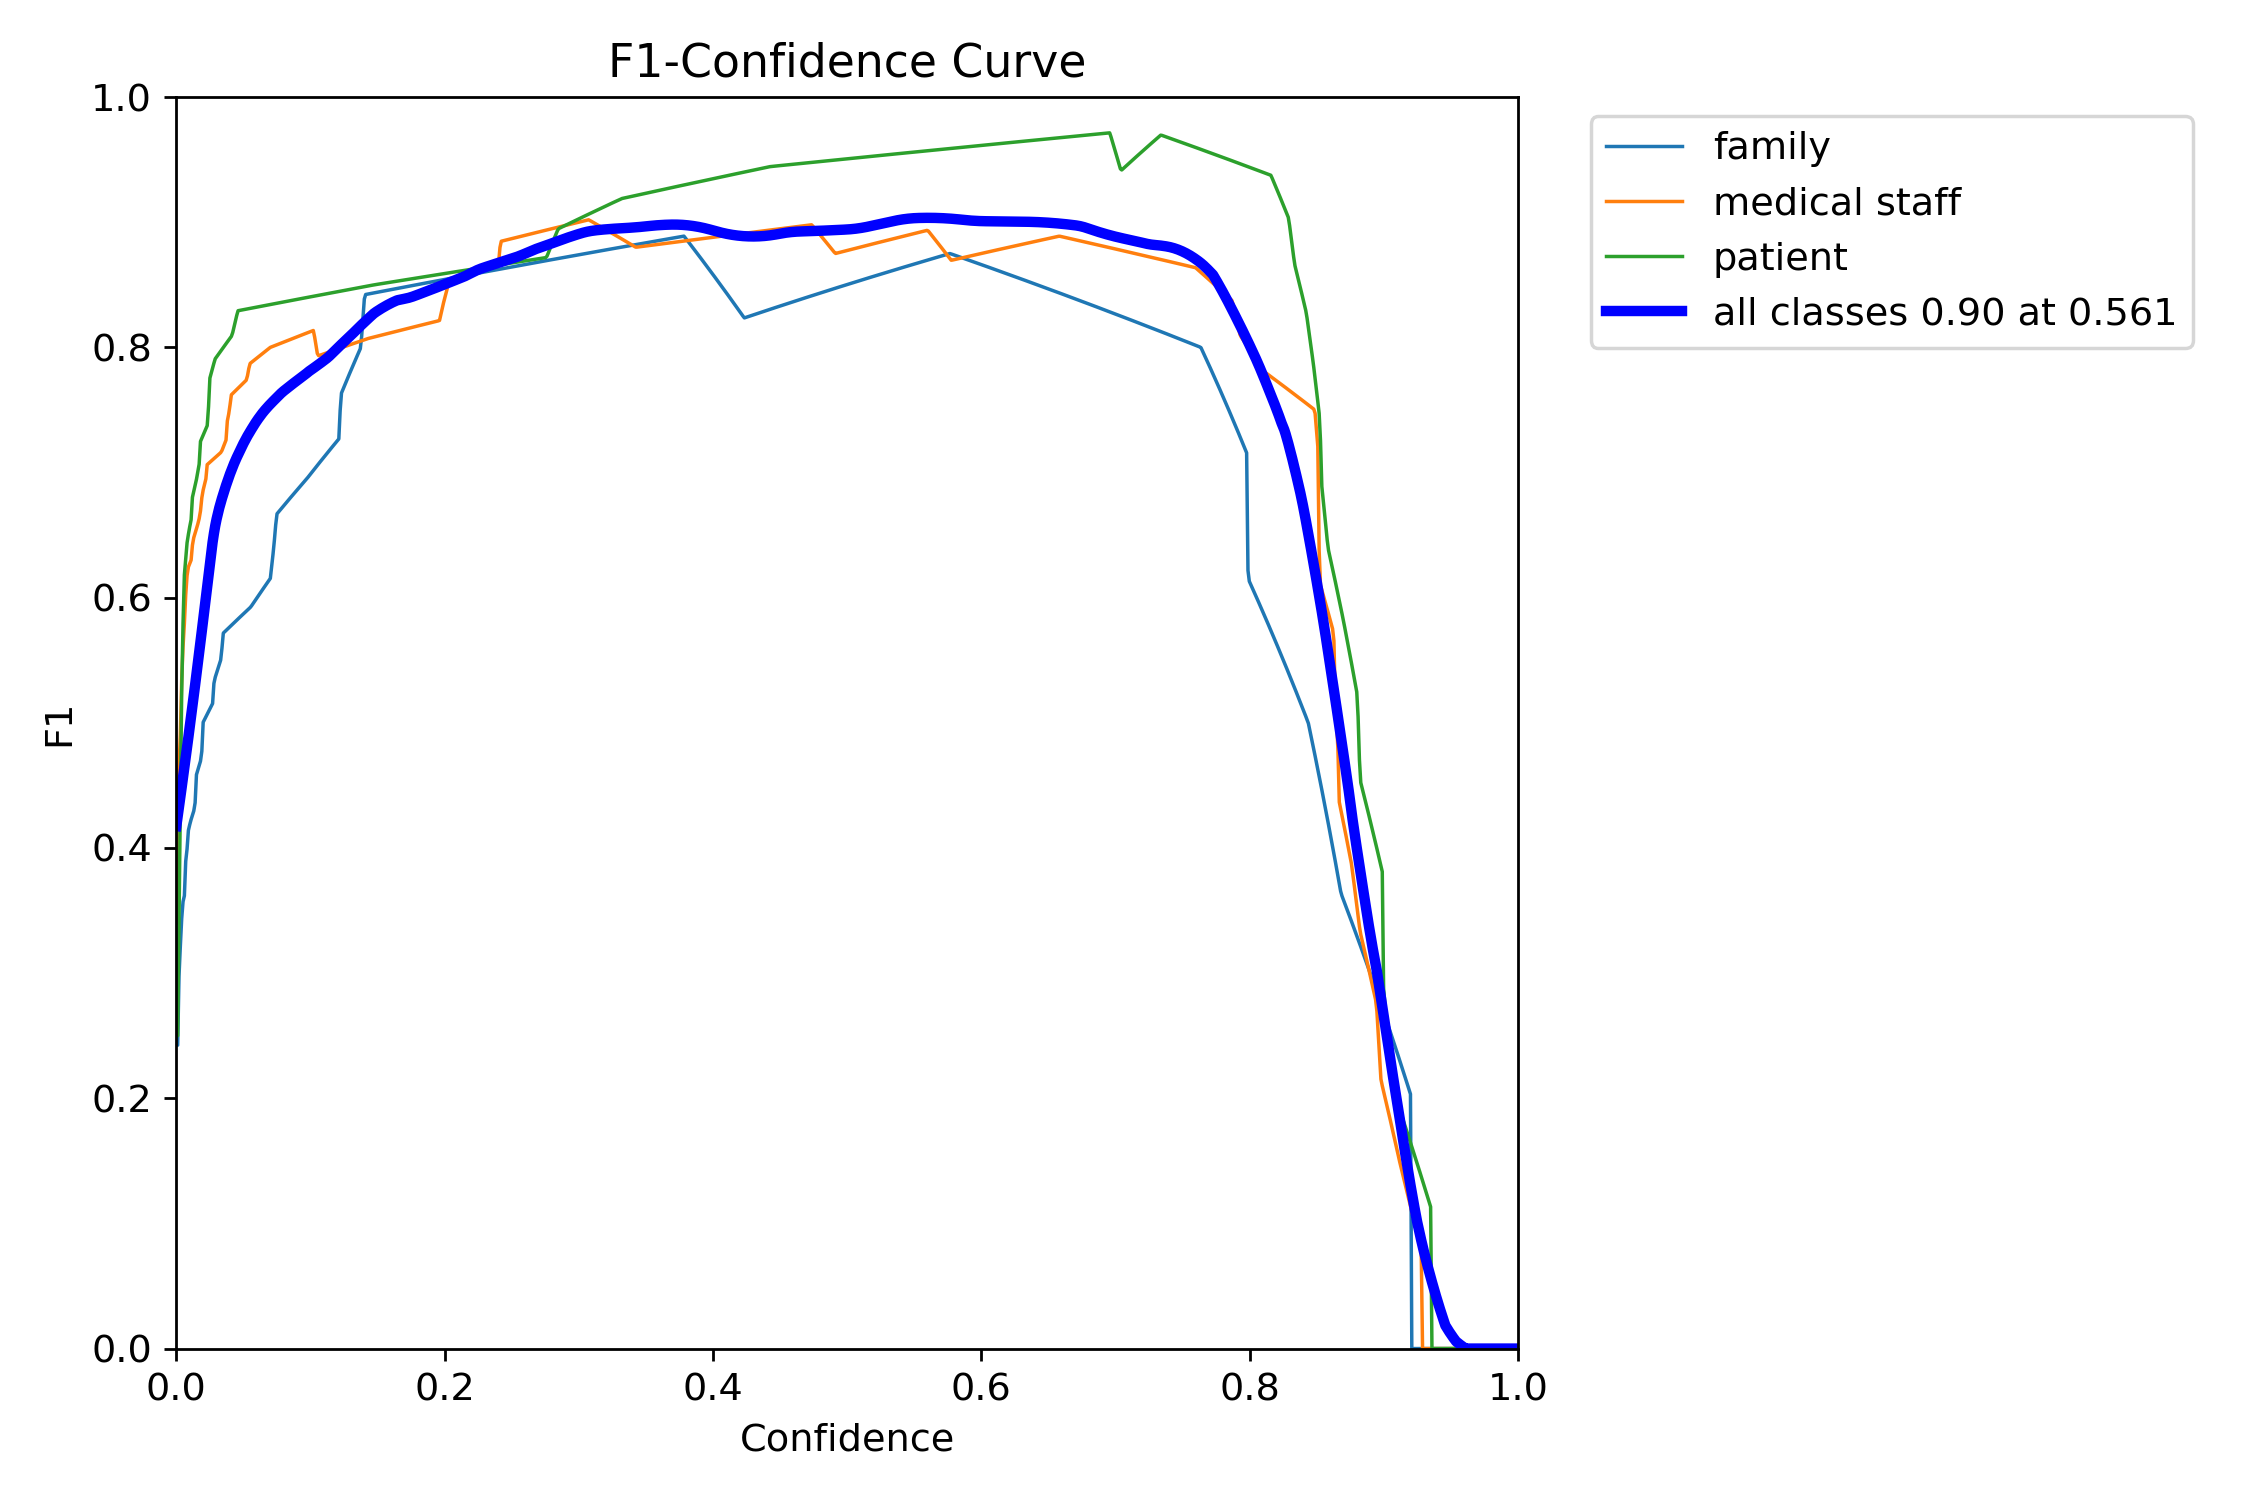 F1-Confidence Curve
1.0
0.8
0.6
0.4
0.2
0.0
F1
0.0 0.2 0.4 0.6 0.8 1.0
Confidence
family
medical staff
patient
all classes 0.90 at 0.561